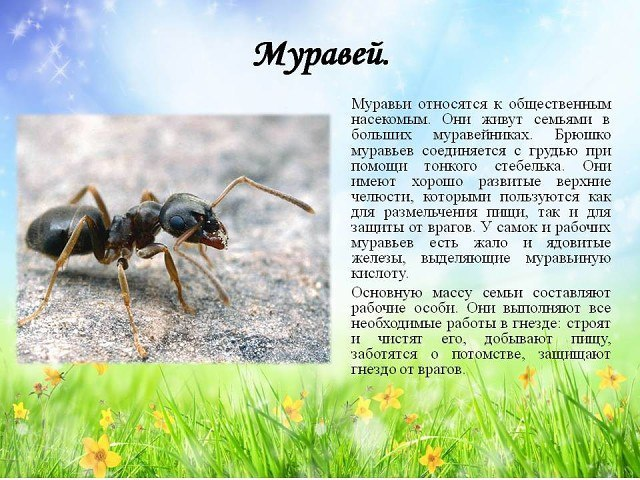 Муравей.
Муравьи относятся к общественным
насекомым. Они живут семьями в
больших муравейниках. Брюшко
муравьев соединяется с грудью при
помощи тонкого стебелька. Они
имеют хорошо развитые верхние
челюсти, которыми пользуются как
для размельчения пищи, так и для
защиты от врагов. У самок и рабочих
муравьев есть жало и ядовитые
железы, выделяющие муравьиную
кислоту.
Основную массу семьи составляют
рабочие особи. Они выполняют все
необходимые работы в гнезде: строят
и чистят его, добывают пищу,
заботятся о потомстве, защищают
гнездо от врагов.